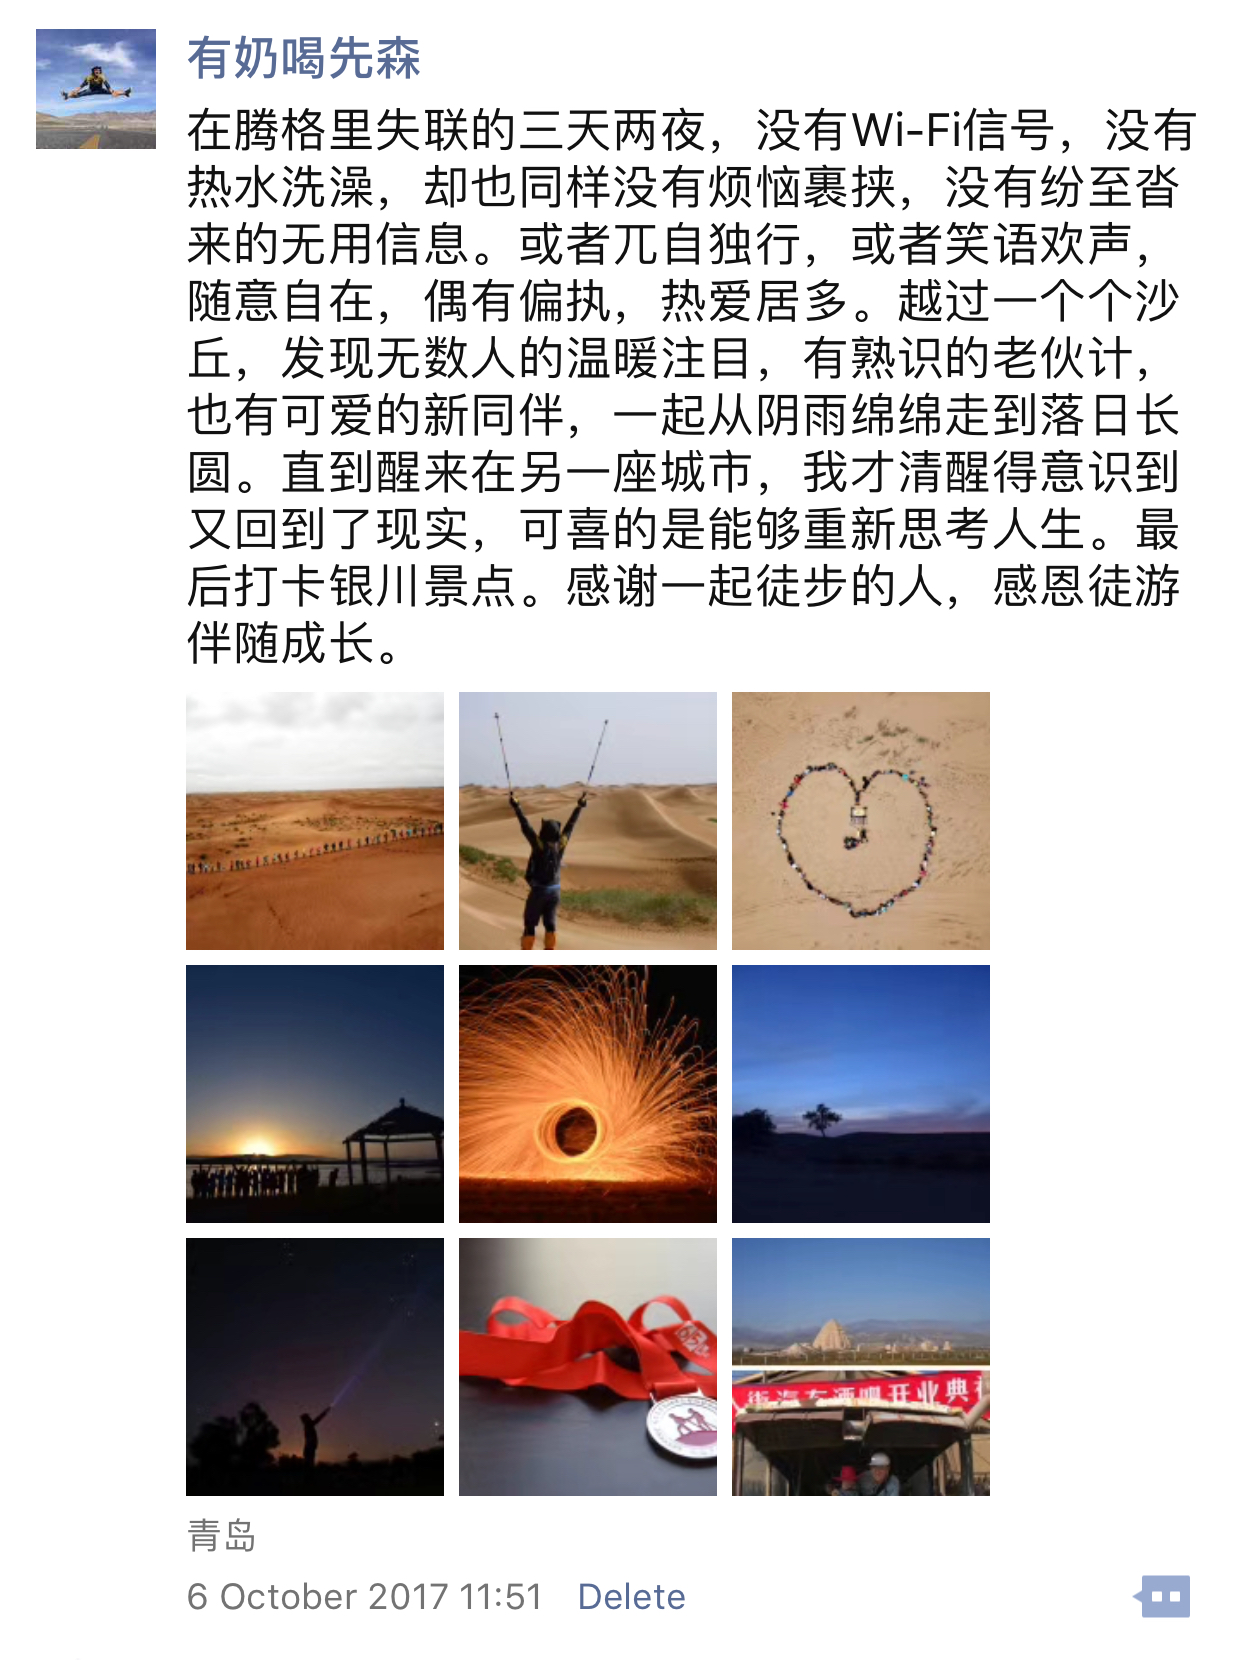 有奶喝先森
在腾格里失联的三天两夜，没有Wi-Fi信号，没有
热水洗澡，却也同样没有烦恼裹挟，没有纷至沓
来的无用信息。或者兀自独行，或者笑语欢声，
随意自在，偶有偏执，热爱居多。越过一个个沙
丘，发现无数人的温暖注目，有熟识的老伙计，
也有可爱的新同伴，一起从阴雨绵绵走到落日长
圆。直到醒来在另一座城市，我才清醒得意识到
又回到了现实，可喜的是能够重新思考人生。最
后打卡银川景点。感谢一起徒步的人，感恩徒游
伴随成长。
开业典
青岛
6 October 2017 11:51 Delete